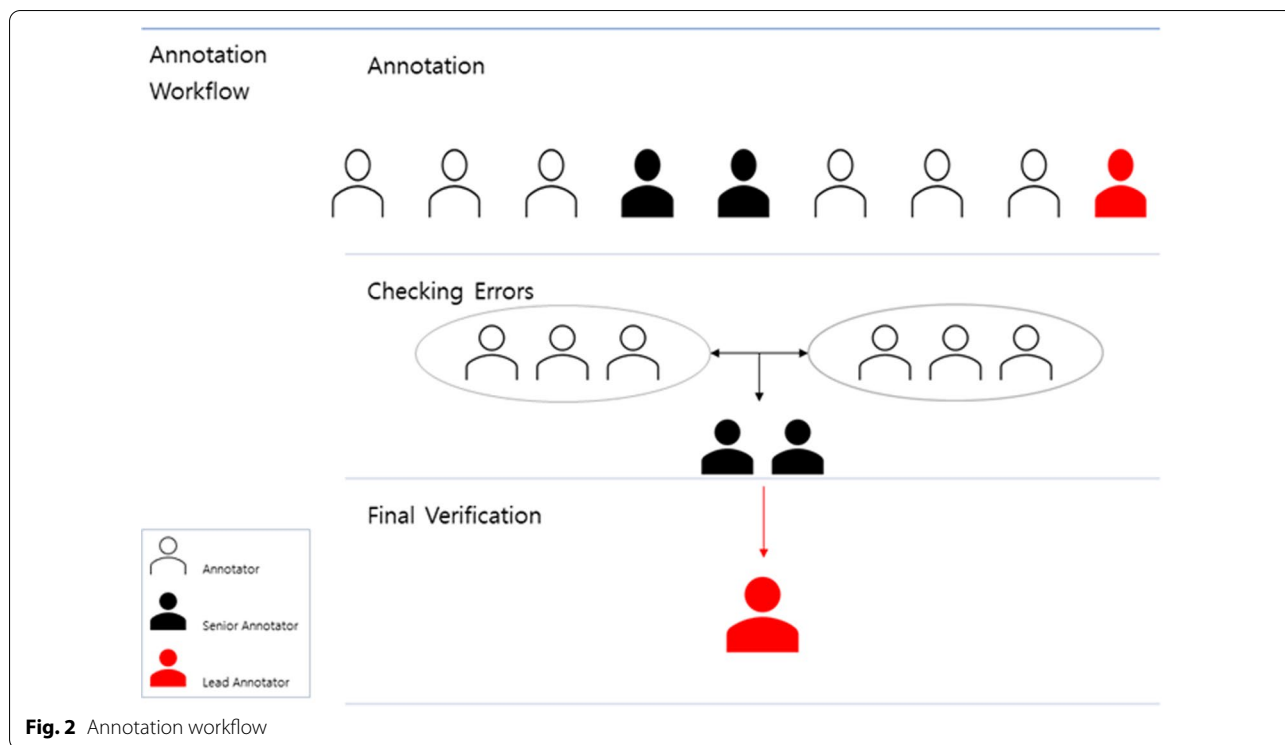 Annotation
Workflow
Annotation
Checking Errors
Final Verification
Annotator
Senior Annotator
Lead Annotator
Fig. 2 Annotation workflow